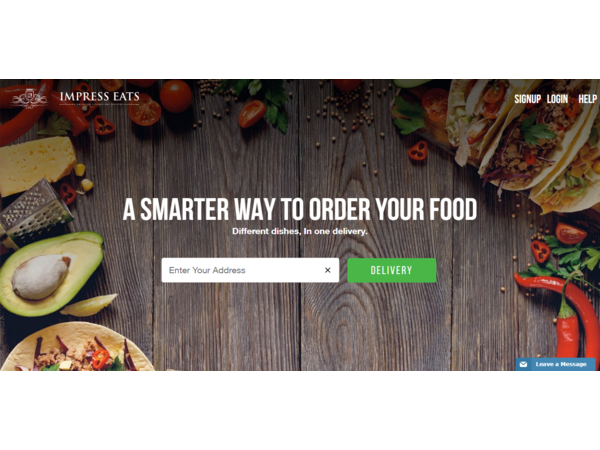 IMPRESS EATS
SIGNUP LOGIN HELP
A SMARTER WAY TO ORDER YOUR FOOD
Different dishes, In one delivery.
Enter Your Address ×
DELIVERY
Leave a Message